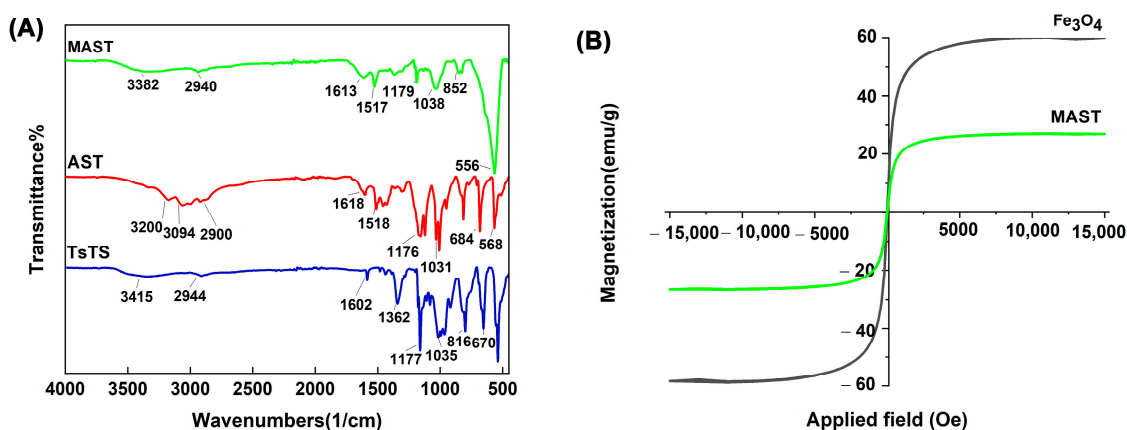 (A)
MAST
3382
2940
1613
1517
1179
1038
852
556
AST
3200
3094
2900
1618
1518
1176
1031
684
568
TsTS
3415
2944
1602
1362
1177
1035
816
670
Transmittance%
4000 3500 3000 2500 2000 1500 1000 500
Wavenumbers(1/cm)
(B)
Fe₃O₄
MAST
Magnetization(emu/g)
60
40
20
– 20
– 40
– 60
– 15,000 – 10,000 – 5000 5000 10,000 15,000
Applied field (Oe)